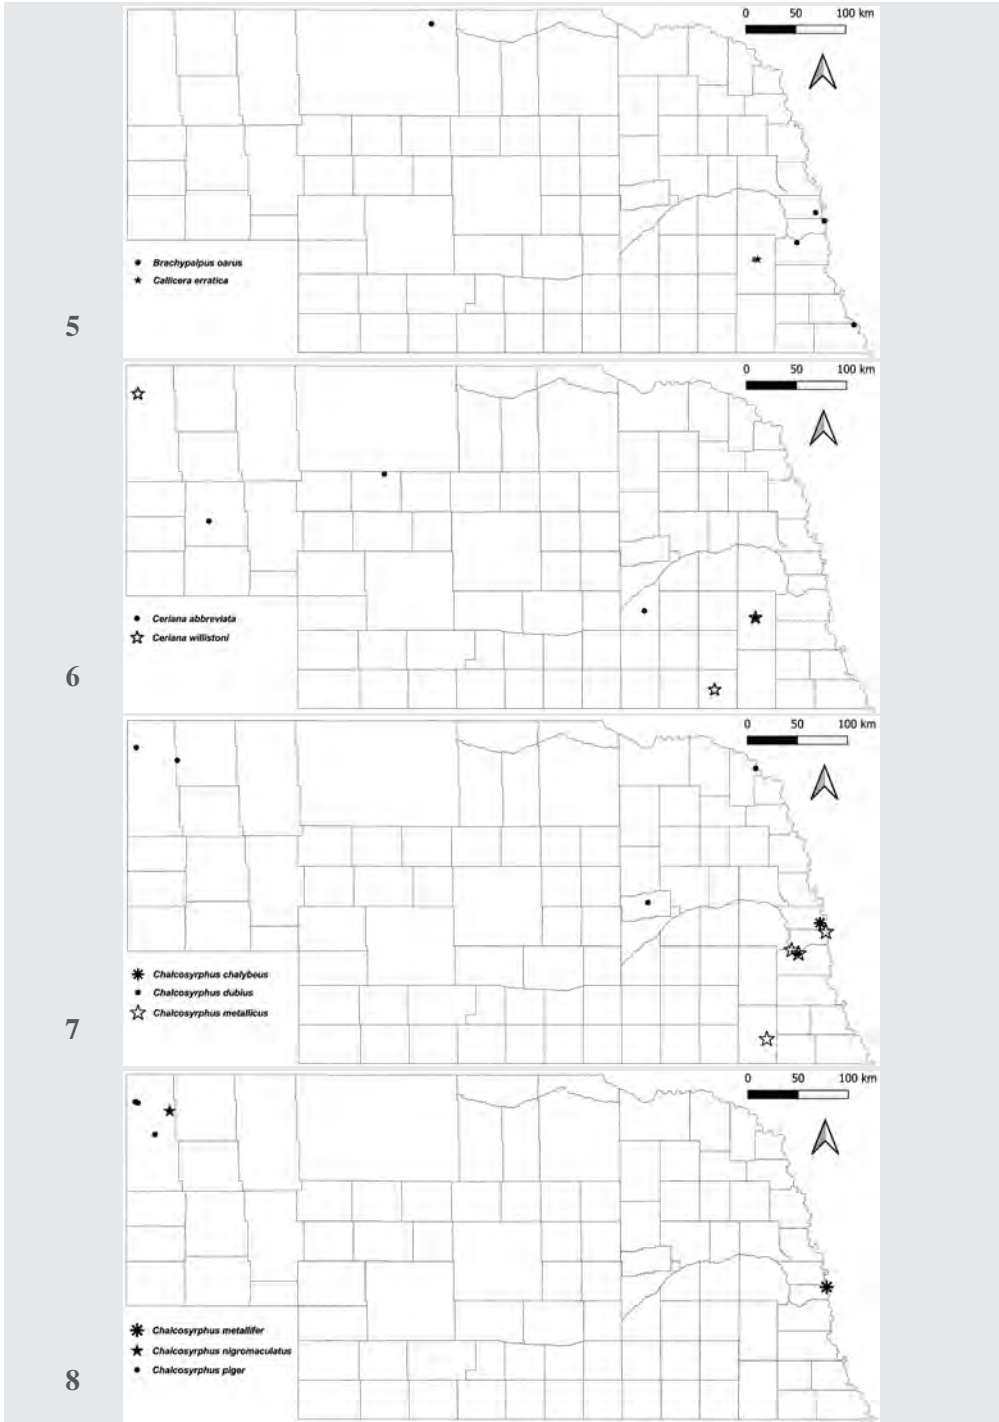 0 50 100 km
Brachypalpus oarus
Callicera erratica
5
0 50 100 km
Ceriana abbreviata
Ceriana willistoni
6
0 50 100 km
Chalcosyrphus chalybeus
Chalcosyrphus dubius
Chalcosyrphus metallicus
7
0 50 100 km
Chalcosyrphus metallifer
Chalcosyrphus nigromaculatus
Chalcosyrphus piger
8